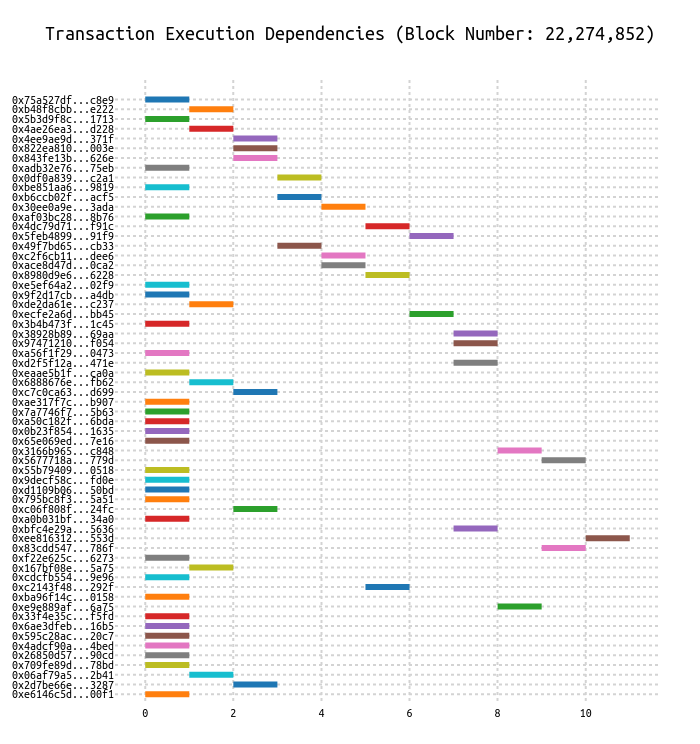 Transaction Execution Dependencies (Block Number: 22,274,852)
0x75a527df...c8e9
0xb48f8cbb...e222
0x5b3d9f8c...1713
0x4ae26ea3...d228
0x4ee9ae9d...371f
0x822ea810...003e
0x843fe13b...626e
0xadb32e76...75eb
0x0df0a839...c2a1
0xbe851aa6...9819
0xb6ccb02f...acf5
0x30ee0a9e...3ada
0xaf03bc28...8b76
0x4dc79d71...f91c
0x5feb4899...91f9
0x49f7bd65...cb33
0xc2f6cb11...dee6
0xace8d47d...0ca2
0x8980d9e6...6228
0xe5ef64a2...02f9
0x9f2d17cb...a4db
0xde2da61e...c237
0xecfe2a6d...bb45
0x3b4b473f...1c45
0x38928b89...69aa
0x97471210...f054
0xa56f1f29...0473
0xd2f5f12a...471e
0xeaae5b1f...ca0a
0x6888676e...fb62
0xc7c0ca63...d699
0xae317f7c...b907
0x7a7746f7...5b63
0xa50c182f...6bda
0x0b23f854...1635
0x65e069ed...7e16
0x3166b965...c848
0x5677718a...779d
0x55b79409...0518
0x9decf58c...fd0e
0xd1109b06...50bd
0x795bc8f3...5a51
0xc06f808f...24fc
0xa0b031bf...34a0
0xbfc4e29a...5636
0xee816312...553d
0x83cdd547...786f
0xf22e625c...6273
0x167bf08e...5a75
0xcdcfb554...9e96
0xc2143f48...292f
0xba96f14c...0158
0xe9e889af...6a75
0x33f4e35c...f5fd
0x6ae3dfeb...16b5
0x595c28ac...20c7
0x4adcf90a...4bed
0x26850d57...90cd
0x709fe89d...78bd
0x06af79a5...2b41
0x2d7be66e...3287
0xe6146c5d...00f1
0 2 4 6 8 10